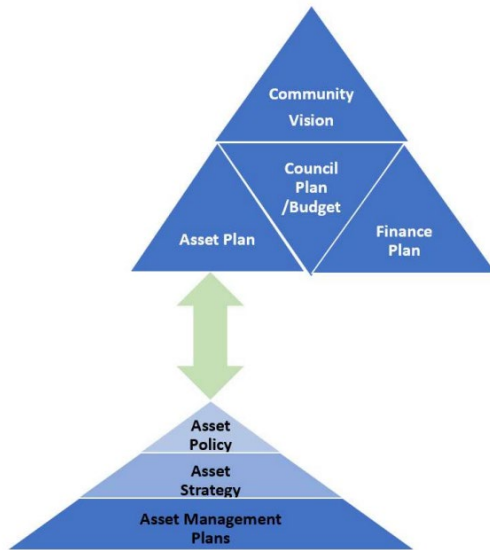 Community
Vision
Council
Plan
/Budget
Asset Plan
Finance
Plan
Asset
Policy
Asset
Strategy
Asset Management
Plans